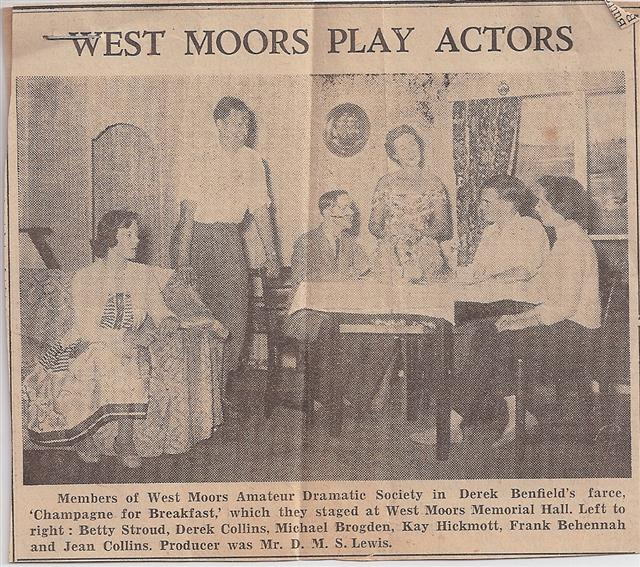 WEST MOORS PLAY ACTORS
Members of West Moors Amateur Dramatic Society in Derek Benfield's farce,
'Champagne for Breakfast,' which they staged at West Moors Memorial Hall. Left to
right : Betty Stroud, Derek Collins, Michael Brogden, Kay Hickmott, Frank Behennah
and Jean Collins. Producer was Mr. D. M. S. Lewis.